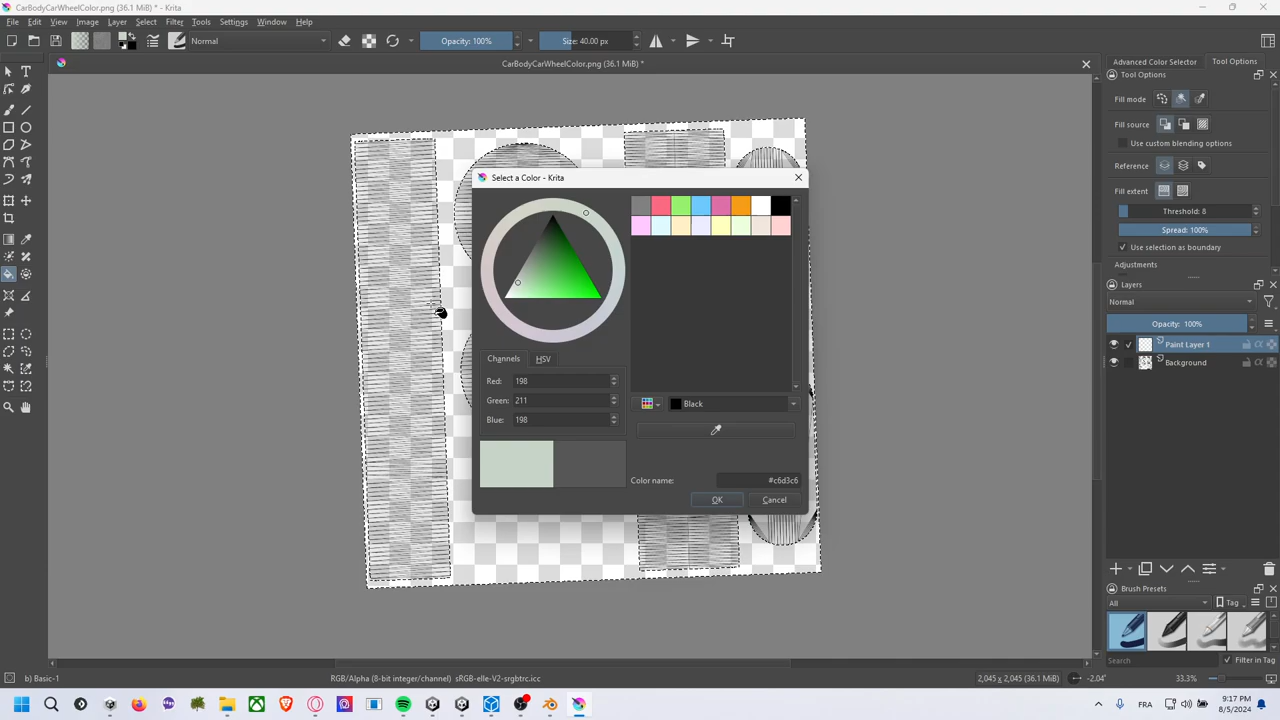 CarBodyCarWheelColor.png (36.1 MiB) * - Krita
File Edit View Image Layer Select Filter Tools Settings Window Help
Normal Opacity: 100% Size: 40.00 px
CarBodyCarWheelColor.png (36.1 MiB) *
Advanced Color Selector Tool Options
Tool Options
Fill mode
Fill source
Use custom blending options
Reference
Fill extent
Threshold: 8
Spread: 100%
Use selection as boundary
Adjustments
Layers
Normal
Opacity: 100%
Paint Layer 1
Background
Brush Presets
All Tag
Search Filter in Tag
Select a Color - Krita
Channels HSV
Red: 198
Green: 211
Blue: 198
Black
Color name: #c6d3c6
OK Cancel
b) Basic-1 RGB/Alpha (8-bit integer/channel) sRGB-elle-V2-srgbtrc.icc 2,045 x 2,045 (36.1 MiB) -2.04° 33.3%
FRA 9:17 PM
8/5/2024